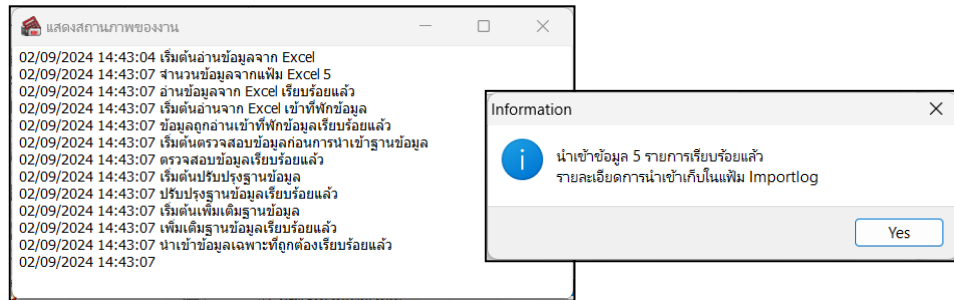 แสดงสถานภาพของงาน
02/09/2024 14:43:04 เริ่มต้นอ่านข้อมูลจาก Excel
02/09/2024 14:43:07 จำนวนข้อมูลจากแฟ้ม Excel 5
02/09/2024 14:43:07 อ่านข้อมูลจาก Excel เรียบร้อยแล้ว
02/09/2024 14:43:07 เริ่มต้นอ่านจาก Excel เข้าที่พักข้อมูล
02/09/2024 14:43:07 ข้อมูลถูกอ่านเข้าที่พักข้อมูลเรียบร้อยแล้ว
02/09/2024 14:43:07 เริ่มต้นตรวจสอบข้อมูลก่อนการนำเข้าฐานข้อมูล
02/09/2024 14:43:07 ตรวจสอบข้อมูลเรียบร้อยแล้ว
02/09/2024 14:43:07 เริ่มต้นปรับปรุงฐานข้อมูล
02/09/2024 14:43:07 ปรับปรุงฐานข้อมูลเรียบร้อยแล้ว
02/09/2024 14:43:07 เริ่มต้นเพิ่มเติมฐานข้อมูล
02/09/2024 14:43:07 เพิ่มเติมฐานข้อมูลเรียบร้อยแล้ว
02/09/2024 14:43:07 นำเข้าข้อมูลเฉพาะที่ถูกต้องเรียบร้อยแล้ว
02/09/2024 14:43:07
Information
นำเข้าข้อมูล 5 รายการเรียบร้อยแล้ว
รายละเอียดการนำเข้าเก็บในแฟ้ม Importlog
Yes